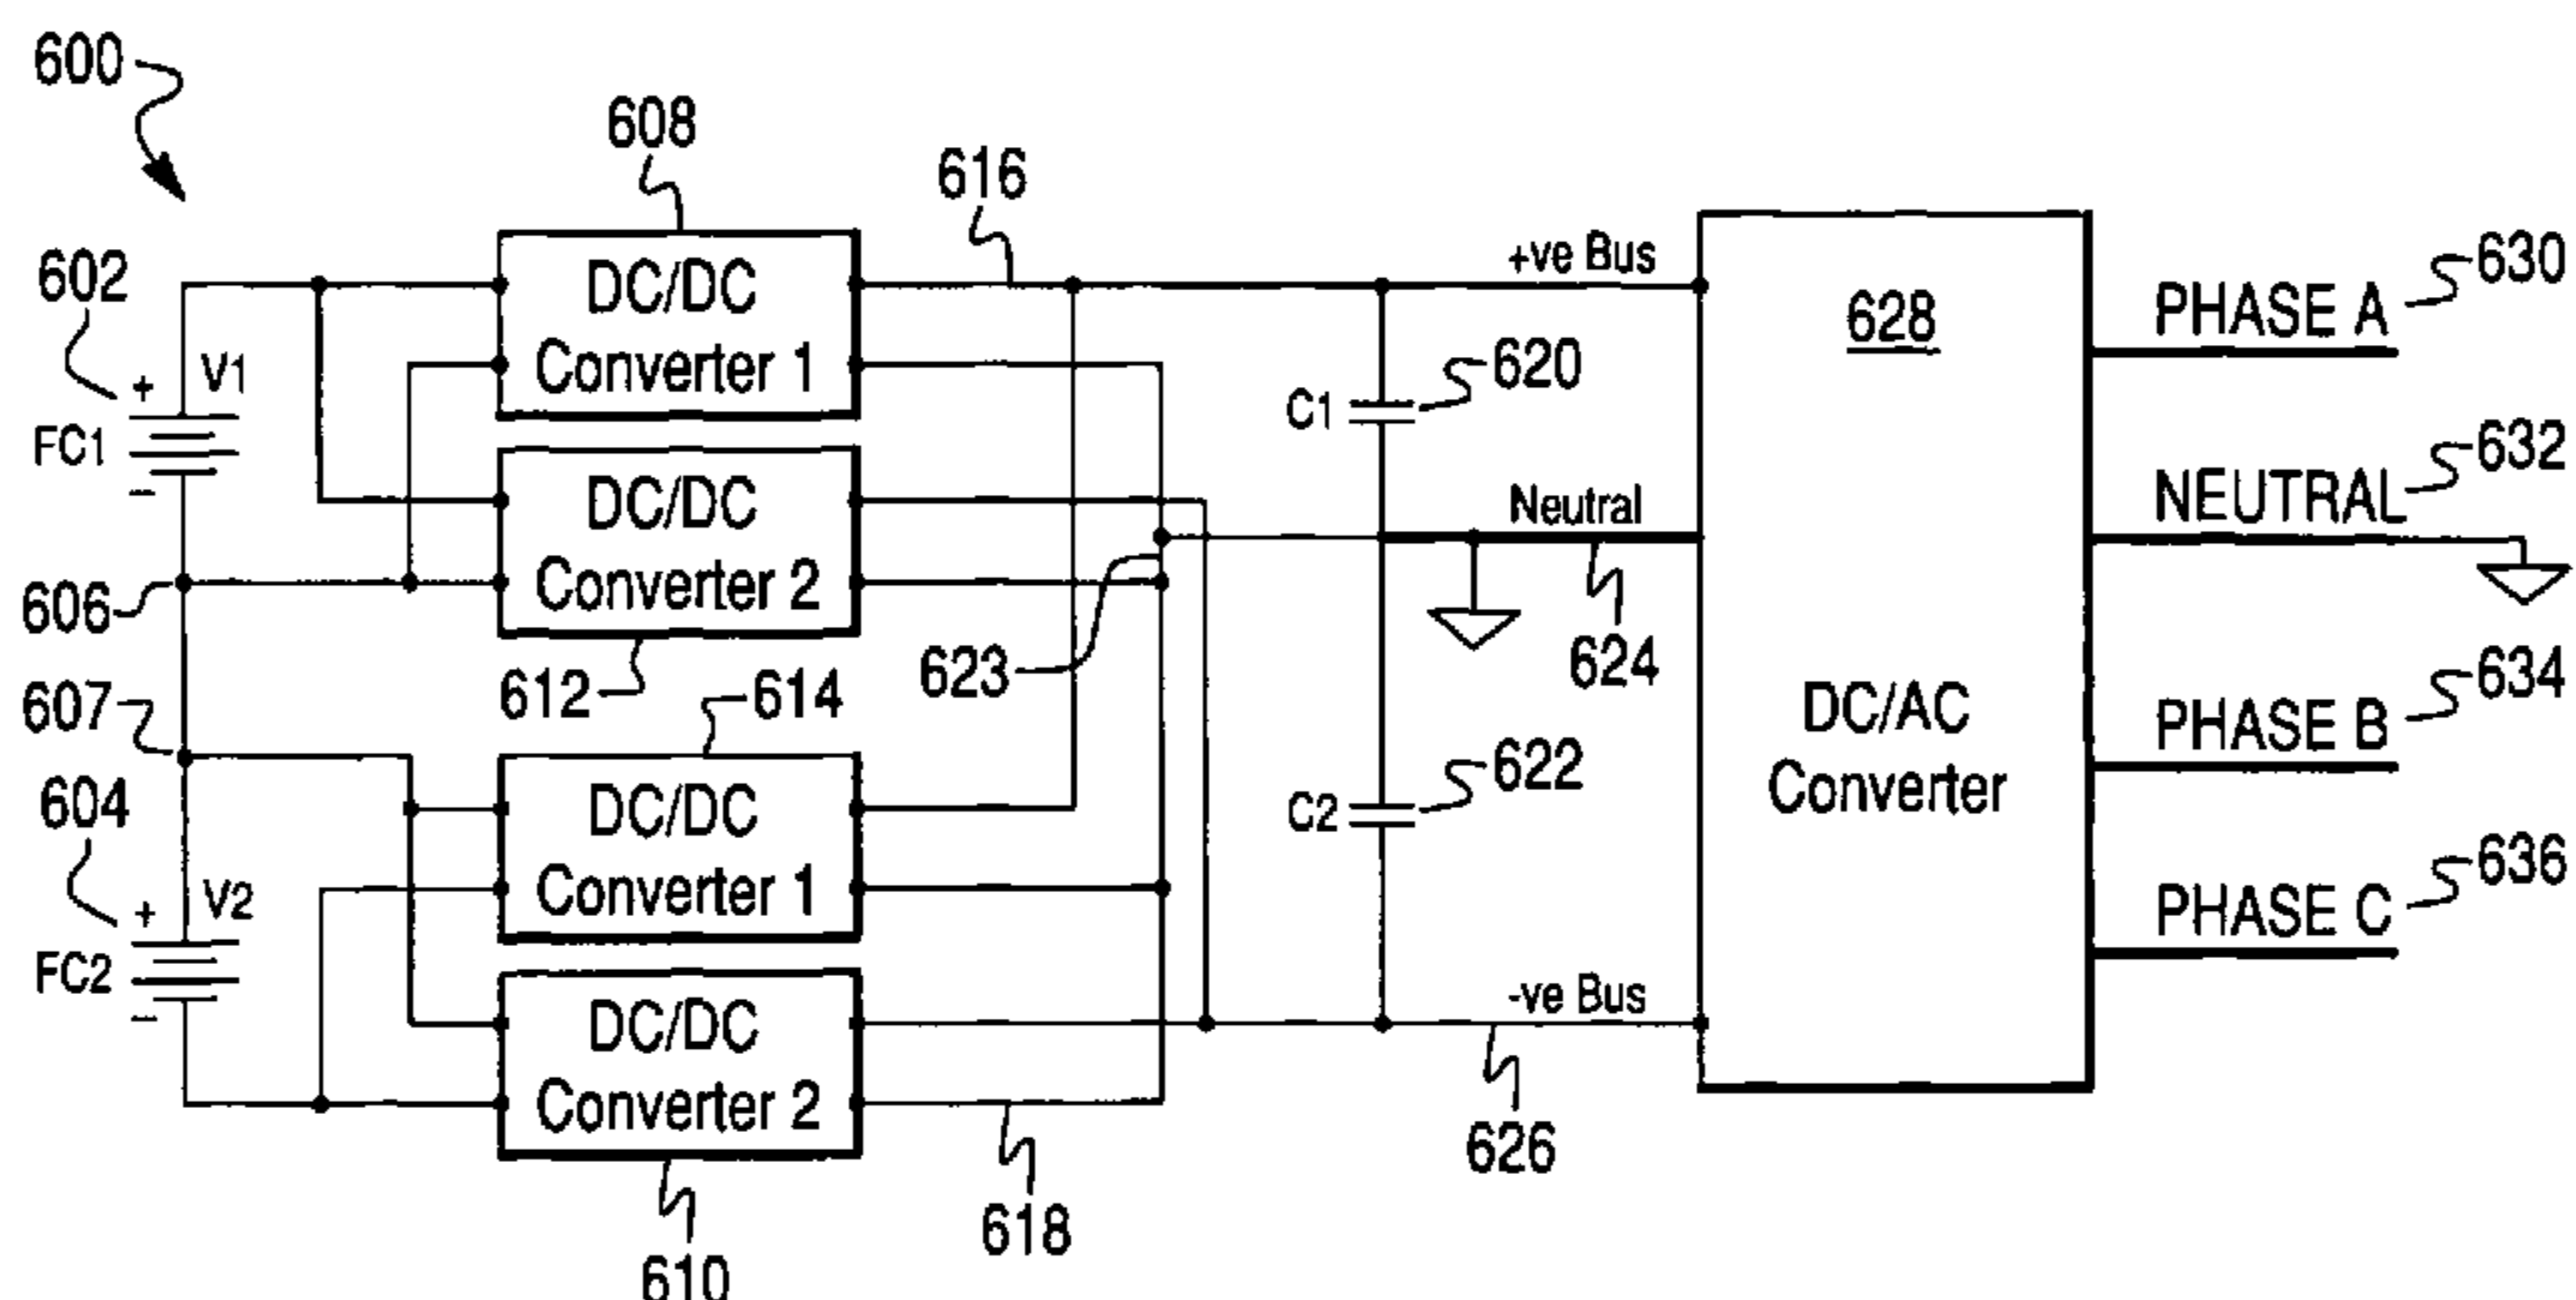 600
608
616
602
DC/DC
Converter 1
+ve Bus
628
PHASE A
630
+
V1
FC1
–
C1
620
DC/DC
Converter 2
Neutral
NEUTRAL
632
606
612
623
624
607
614
634
604
DC/DC
Converter 1
C2
622
DC/AC
Converter
PHASE B
+
V2
FC2
–
636
PHASE C
DC/DC
Converter 2
-ve Bus
626
618
610